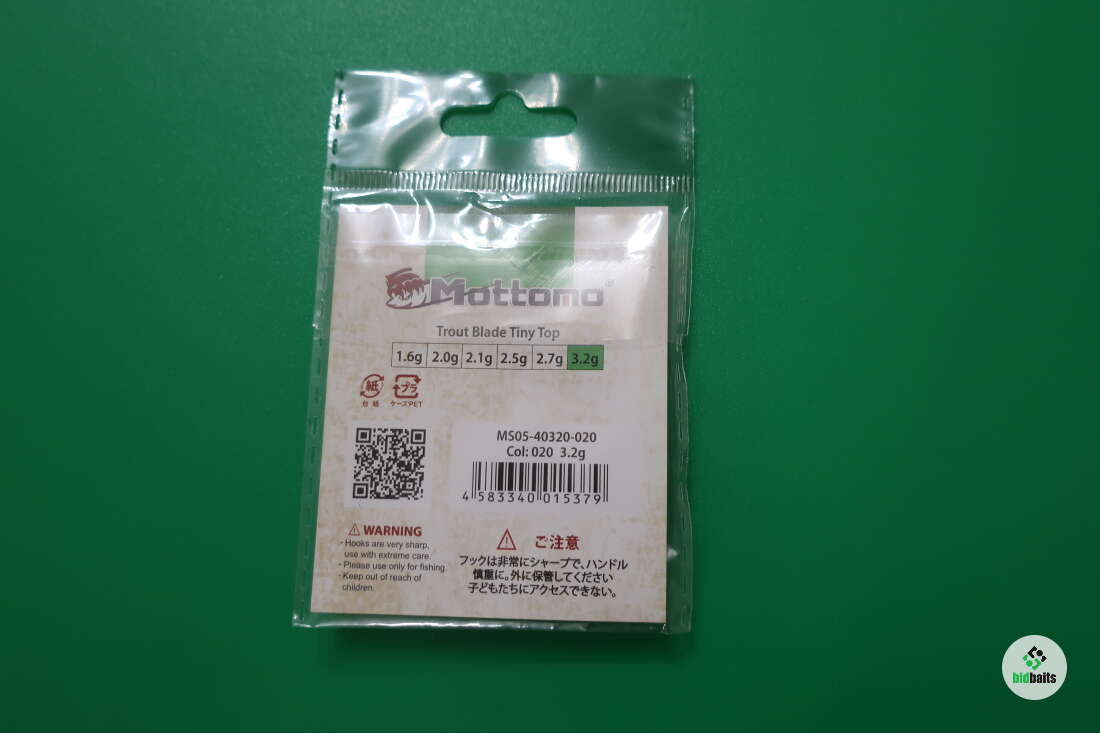 Mottomo®
Trout Blade Tiny Top
1.6g 2.0g 2.1g 2.5g 2.7g 3.2g
紙 プラ
台紙 ケースPET
MS05-40320-020
Col: 020 3.2g
4 583340 015379
⚠ WARNING
・Hooks are very sharp,
use with extreme care.
・Please use only for fishing.
・Keep out of reach of
children.
⚠ ご注意
フックは非常にシャープで、ハンドル
慎重に。外に保管してください
子どもたちにアクセスできない。
bidbaits